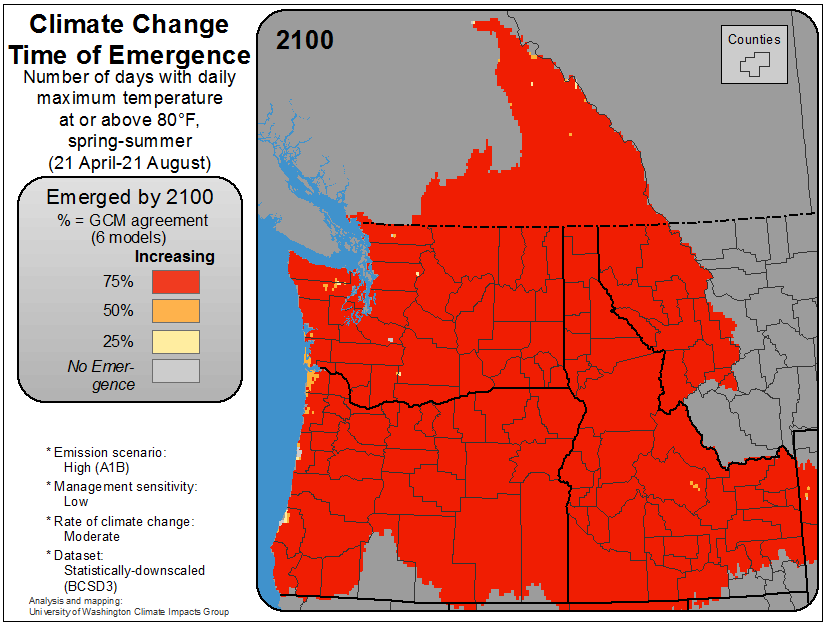 Climate Change
Time of Emergence
Number of days with daily
maximum temperature
at or above 80°F,
spring-summer
(21 April-21 August)
Emerged by 2100
% = GCM agreement
(6 models)
Increasing
75%
50%
25%
No Emer-
gence
* Emission scenario:
High (A1B)
* Management sensitivity:
Low
* Rate of climate change:
Moderate
* Dataset:
Statistically-downscaled
(BCSD3)
Analysis and mapping:
University of Washington Climate Impacts Group
2100
Counties